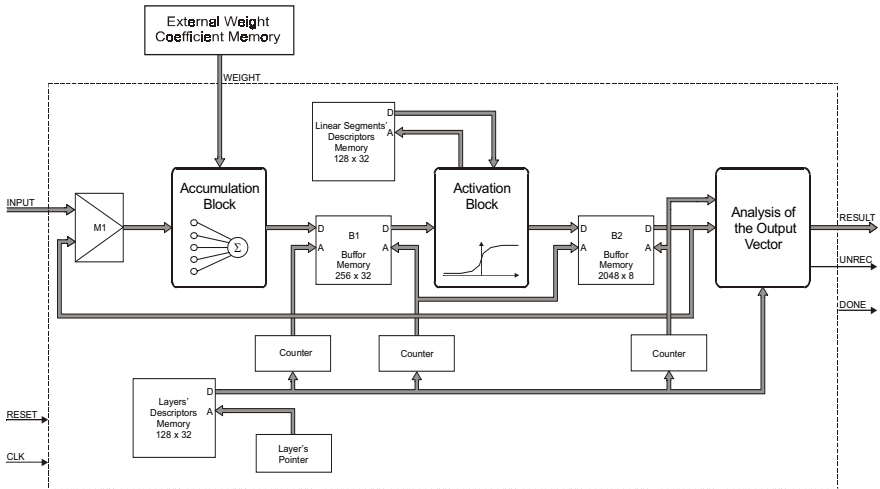 External Weight
Coefficient Memory
WEIGHT
Linear Segments'
Descriptors
Memory
128 x 32
D
A
INPUT
M1
Accumulation
Block
Σ
D
A
B1
Buffor
Memory
256 x 32
D
A
Activation
Block
D
A
B2
Buffor
Memory
2048 x 8
D
A
Analysis of
the Output
Vector
RESULT
UNREC
DONE
Counter
Counter
Counter
Layers'
Descriptors
Memory
128 x 32
D
A
Layer's
Pointer
RESET
CLK